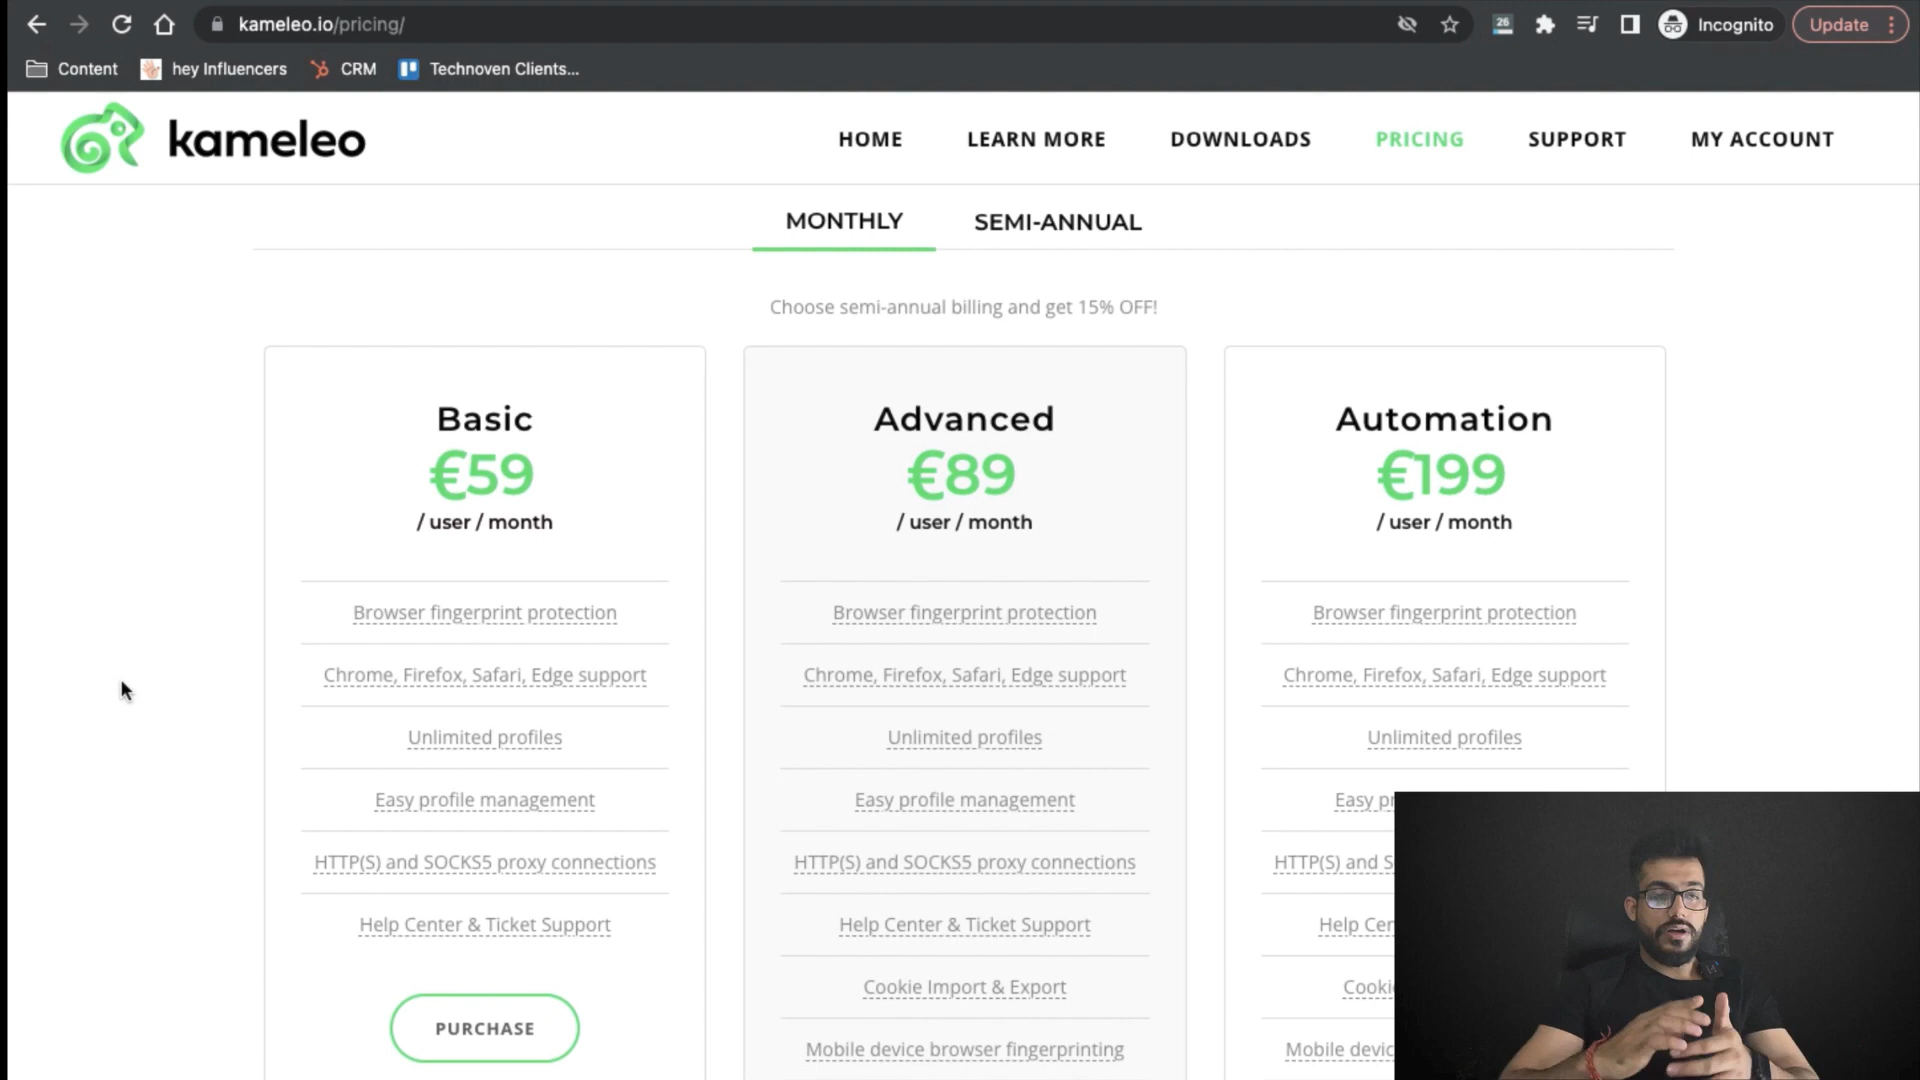 kameleo.io/pricing/
26
Incognito
Update
Content
hey Influencers
CRM
Technoven Clients...
kameleo
HOME
LEARN MORE
DOWNLOADS
PRICING
SUPPORT
MY ACCOUNT
MONTHLY
SEMI-ANNUAL
Choose semi-annual billing and get 15% OFF!
Basic
€59
/ user / month
Browser fingerprint protection
Chrome, Firefox, Safari, Edge support
Unlimited profiles
Easy profile management
HTTP(S) and SOCKS5 proxy connections
Help Center & Ticket Support
PURCHASE
Advanced
€89
/ user / month
Browser fingerprint protection
Chrome, Firefox, Safari, Edge support
Unlimited profiles
Easy profile management
HTTP(S) and SOCKS5 proxy connections
Help Center & Ticket Support
Cookie Import & Export
Mobile device browser fingerprinting
Automation
€199
/ user / month
Browser fingerprint protection
Chrome, Firefox, Safari, Edge support
Unlimited profiles
Easy
HTTP(S) and
Help